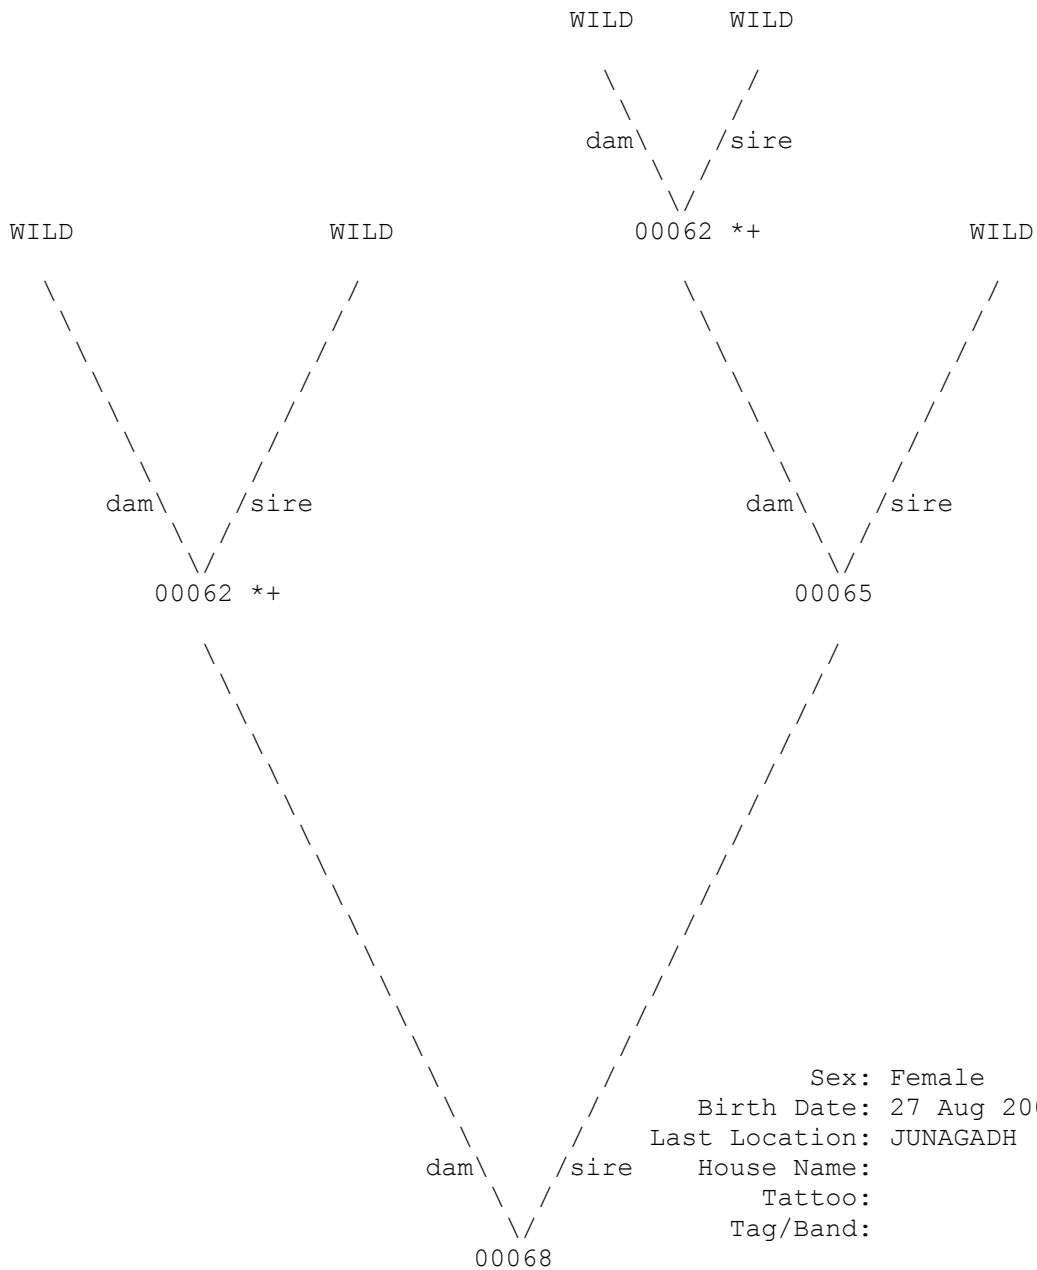 WILD WILD
dam\ /sire
WILD WILD 00062 *+ WILD
dam\ /sire dam\ /sire
00062 *+ 00065
Sex: Female
Birth Date: 27 Aug 200
Last Location: JUNAGADH
dam\ /sire House Name:
Tattoo:
Tag/Band:
00068